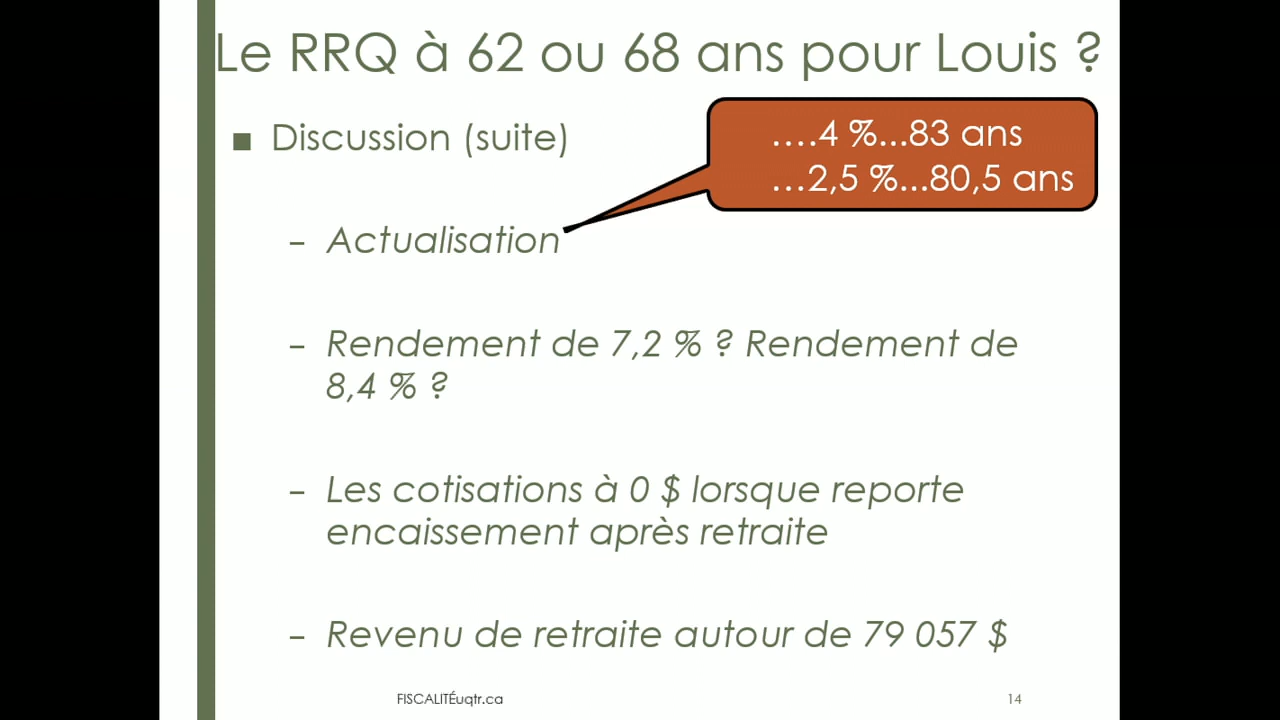 Le RRQ à 62 ou 68 ans pour Louis ?
■ Discussion (suite)
....4 %...83 ans
...2,5 %...80,5 ans
– Actualisation
– Rendement de 7,2 % ? Rendement de
8,4 % ?
– Les cotisations à 0 $ lorsque reporte
encaissement après retraite
– Revenu de retraite autour de 79 057 $
FISCALITÉuqtr.ca
14